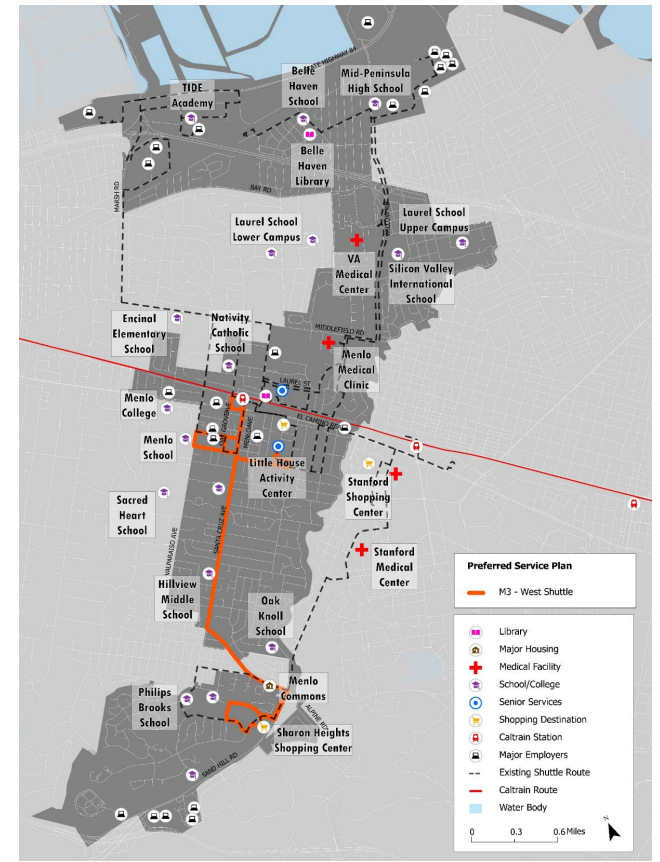 STATE HIGHWAY 84
Belle
Haven
School
Mid-Peninsula
High School
TIDE
Academy
Belle
Haven
Library
MARSH RD
BAY RD
Laurel School
Lower Campus
Laurel School
Upper Campus
VA
Medical
Center
Silicon Valley
International
School
Encinal
Elementary
School
Nativity
Catholic
School
MIDDLEFIELD RD
Menlo
Medical
Clinic
LAUREL ST
Menlo
College
EL CAMINO REAL
Menlo
School
Little House
Activity
Center
Stanford
Shopping
Center
Sacred
Heart
School
SANTA CRUZ AVE
VALPARAISO AVE
Stanford
Medical
Center
Hillview
Middle
School
Oak
Knoll
School
Menlo
Commons
Philips
Brooks
School
ALPINE RD
Sharon Heights
Shopping Center
SAND HILL RD
Preferred Service Plan
M3 - West Shuttle
Library
Major Housing
Medical Facility
School/College
Senior Services
Shopping Destination
Caltrain Station
Major Employers
Existing Shuttle Route
Caltrain Route
Water Body
0 0.3 0.6 Miles
N